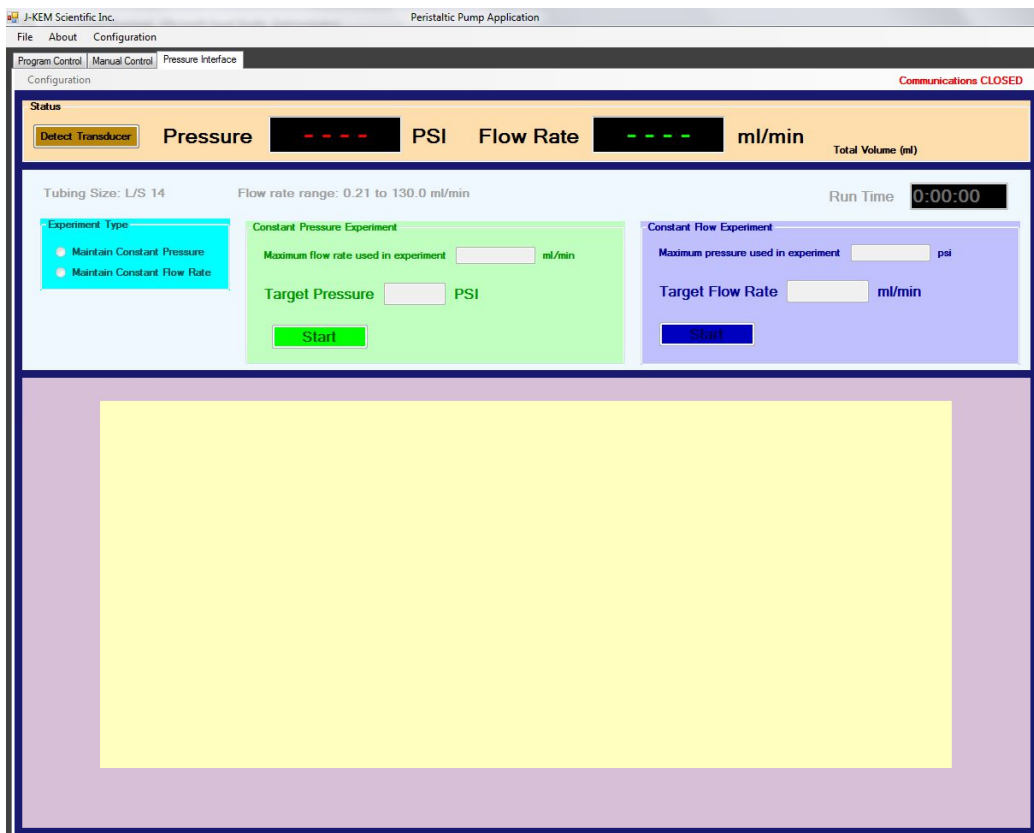 J-KEM Scientific Inc. Peristaltic Pump Application
File About Configuration
Program Control Manual Control Pressure Interface
Configuration Communications CLOSED
Status
Detect Transducer Pressure - - - - PSI Flow Rate - - - - ml/min Total Volume (ml)
Tubing Size: L/S 14 Flow rate range: 0.21 to 130.0 ml/min Run Time 0:00:00
Experiment Type
Maintain Constant Pressure
Maintain Constant Flow Rate
Constant Pressure Experiment
Maximum flow rate used in experiment ml/min
Target Pressure PSI
Start
Constant Flow Experiment
Maximum pressure used in experiment psi
Target Flow Rate ml/min
Start